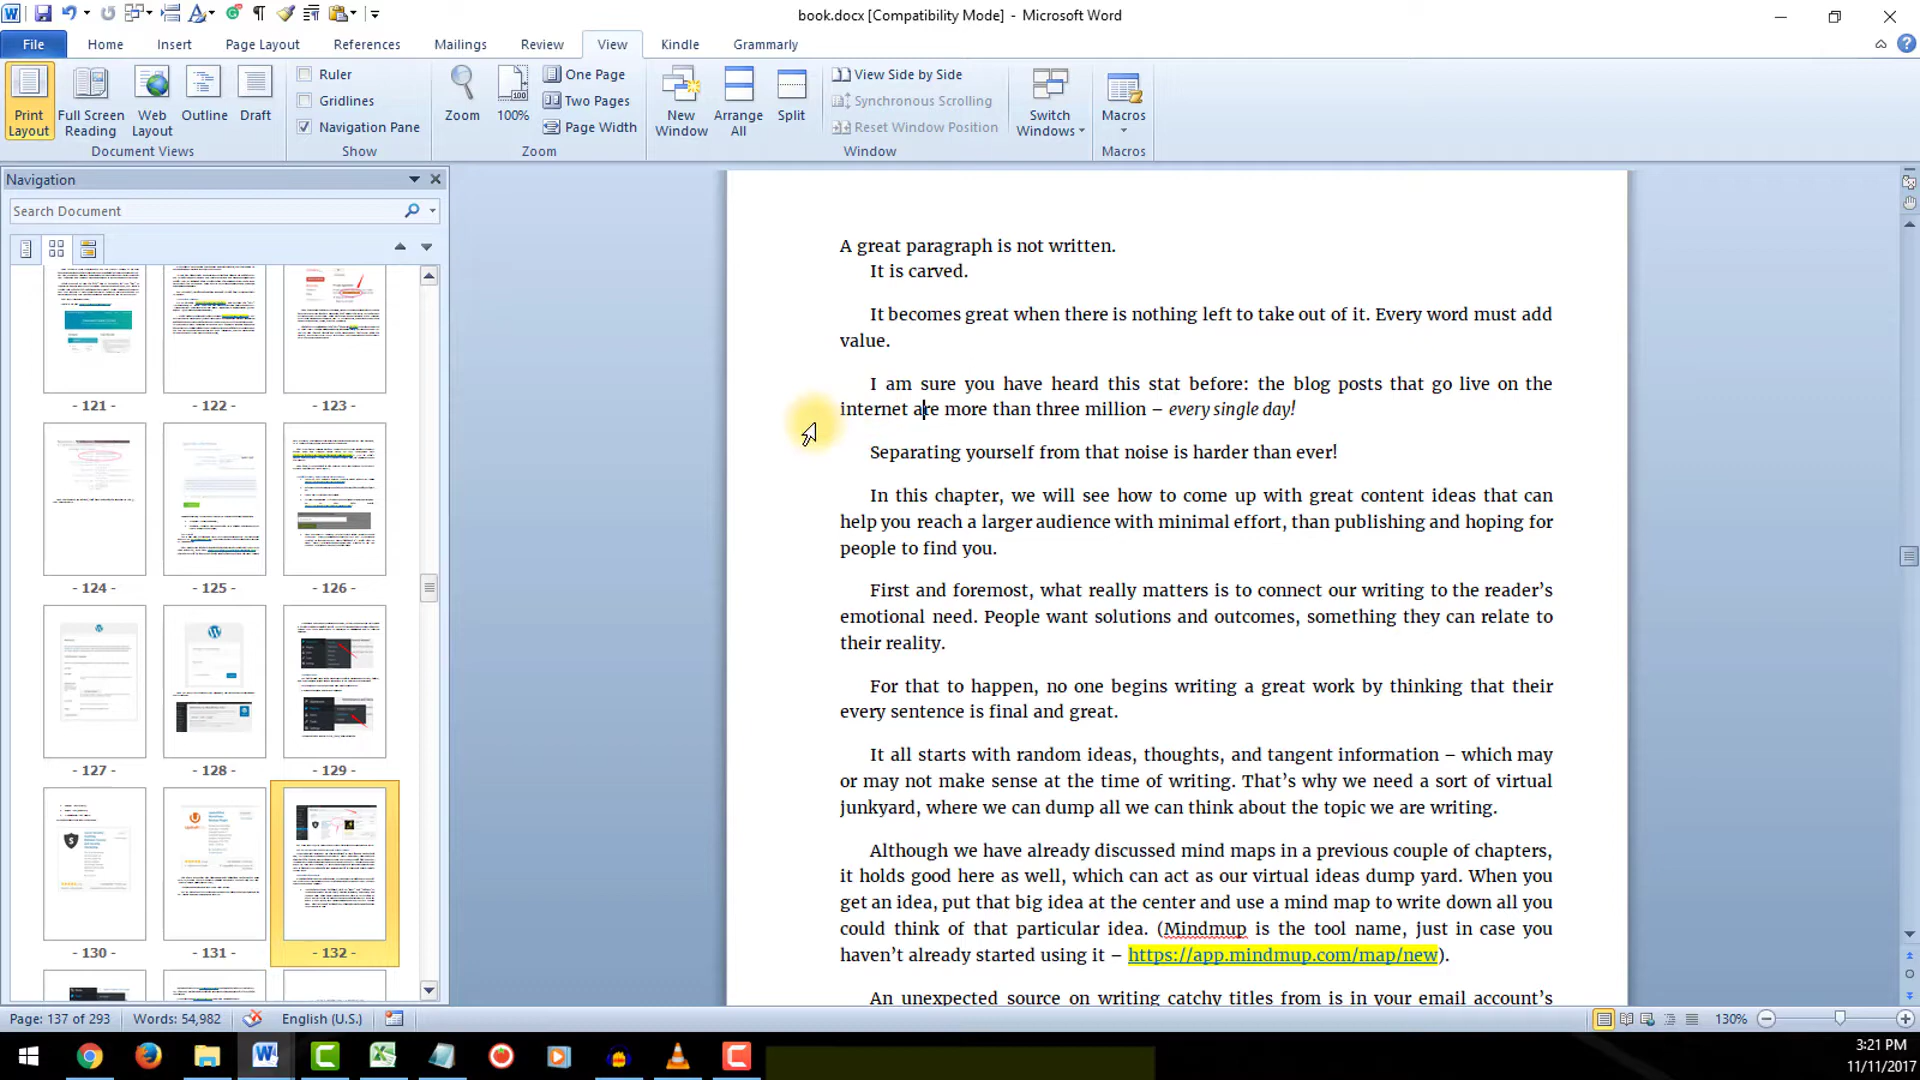 book.docx [Compatibility Mode] - Microsoft Word
File Home Insert Page Layout References Mailings Review View Kindle Grammarly
Print Layout
Full Screen Reading
Web Layout
Outline
Draft
Document Views
Ruler
Gridlines
Navigation Pane
Show
Zoom
100%
One Page
Two Pages
Page Width
Zoom
New Window
Arrange All
Split
View Side by Side
Synchronous Scrolling
Reset Window Position
Window
Switch Windows
Macros
Macros
Navigation
Search Document
- 121 - - 122 - - 123 -
- 124 - - 125 - - 126 -
- 127 - - 128 - - 129 -
- 130 - - 131 - - 132 -
A great paragraph is not written.
It is carved.
It becomes great when there is nothing left to take out of it. Every word must add
value.
I am sure you have heard this stat before: the blog posts that go live on the
internet are more than three million – every single day!
Separating yourself from that noise is harder than ever!
In this chapter, we will see how to come up with great content ideas that can
help you reach a larger audience with minimal effort, than publishing and hoping for
people to find you.
First and foremost, what really matters is to connect our writing to the reader’s
emotional need. People want solutions and outcomes, something they can relate to
their reality.
For that to happen, no one begins writing a great work by thinking that their
every sentence is final and great.
It all starts with random ideas, thoughts, and tangent information – which may
or may not make sense at the time of writing. That’s why we need a sort of virtual
junkyard, where we can dump all we can think about the topic we are writing.
Although we have already discussed mind maps in a previous couple of chapters,
it holds good here as well, which can act as our virtual ideas dump yard. When you
get an idea, put that big idea at the center and use a mind map to write down all you
could think of that particular idea. (Mindmup is the tool name, just in case you
haven’t already started using it – https://app.mindmup.com/map/new).
An unexpected source on writing catchy titles from is in your email account’s
Page: 137 of 293 Words: 54,982 English (U.S.) 130%
3:21 PM
11/11/2017